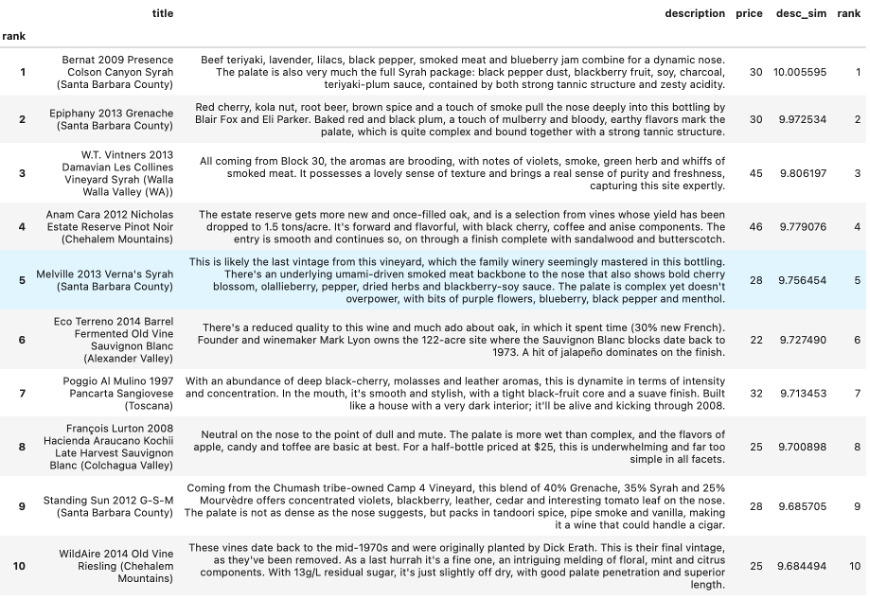 title description price desc_sim rank
rank
1 Bernat 2009 Presence Colson Canyon Syrah (Santa Barbara County) Beef teriyaki, lavender, lilacs, black pepper, smoked meat and blueberry jam combine for a dynamic nose. The palate is also very much the full Syrah package: black pepper dust, blackberry fruit, soy, charcoal, teriyaki-plum sauce, contained by both strong tannic structure and zesty acidity. 30 10.005595 1
2 Epiphany 2013 Grenache (Santa Barbara County) Red cherry, kola nut, root beer, brown spice and a touch of smoke pull the nose deeply into this bottling by Blair Fox and Eli Parker. Baked red and black plum, a touch of mulberry and bloody, earthy flavors mark the palate, which is quite complex and bound together with a strong tannic structure. 30 9.972534 2
3 W.T. Vintners 2013 Damavian Les Collines Vineyard Syrah (Walla Walla Valley (WA)) All coming from Block 30, the aromas are brooding, with notes of violets, smoke, green herb and whiffs of smoked meat. It possesses a lovely sense of texture and brings a real sense of purity and freshness, capturing this site expertly. 45 9.806197 3
4 Anam Cara 2012 Nicholas Estate Reserve Pinot Noir (Chehalem Mountains) The estate reserve gets more new and once-filled oak, and is a selection from vines whose yield has been dropped to 1.5 tons/acre. It's forward and flavorful, with black cherry, coffee and anise components. The entry is smooth and continues so, on through a finish complete with sandalwood and butterscotch. 46 9.779076 4
5 Melville 2013 Verna's Syrah (Santa Barbara County) This is likely the last vintage from this vineyard, which the family winery seemingly mastered in this bottling. There's an underlying umami-driven smoked meat backbone to the nose that also shows bold cherry blossom, olallieberry, pepper, dried herbs and blackberry-soy sauce. The palate is complex yet doesn't overpower, with bits of purple flowers, blueberry, black pepper and menthol. 28 9.756454 5
6 Eco Terreno 2014 Barrel Fermented Old Vine Sauvignon Blanc (Alexander Valley) There's a reduced quality to this wine and much ado about oak, in which it spent time (30% new French). Founder and winemaker Mark Lyon owns the 122-acre site where the Sauvignon Blanc blocks date back to 1973. A hit of jalapeño dominates on the finish. 22 9.727490 6
7 Poggio Al Mulino 1997 Pancarta Sangiovese (Toscana) With an abundance of deep black-cherry, molasses and leather aromas, this is dynamite in terms of intensity and concentration. In the mouth, it's smooth and stylish, with a tight black-fruit core and a suave finish. Built like a house with a very dark interior; it'll be alive and kicking through 2008. 32 9.713453 7
8 François Lurton 2008 Hacienda Araucano Kochii Late Harvest Sauvignon Blanc (Colchagua Valley) Neutral on the nose to the point of dull and mute. The palate is more wet than complex, and the flavors of apple, candy and toffee are basic at best. For a half-bottle priced at $25, this is underwhelming and far too simple in all facets. 25 9.700898 8
9 Standing Sun 2012 G-S-M (Santa Barbara County) Coming from the Chumash tribe-owned Camp 4 Vineyard, this blend of 40% Grenache, 35% Syrah and 25% Mourvèdre offers concentrated violets, blackberry, leather, cedar and interesting tomato leaf on the nose. The palate is not as dense as the nose suggests, but packs in tandoori spice, pipe smoke and vanilla, making it a wine that could handle a cigar. 28 9.685705 9
10 WildAire 2014 Old Vine Riesling (Chehalem Mountains) These vines date back to the mid-1970s and were originally planted by Dick Erath. This is their final vintage, as they've been removed. As a last hurrah it's a fine one, an intriguing melding of floral, mint and citrus components. With 13g/L residual sugar, it's just slightly off dry, with good palate penetration and superior length. 25 9.684494 10